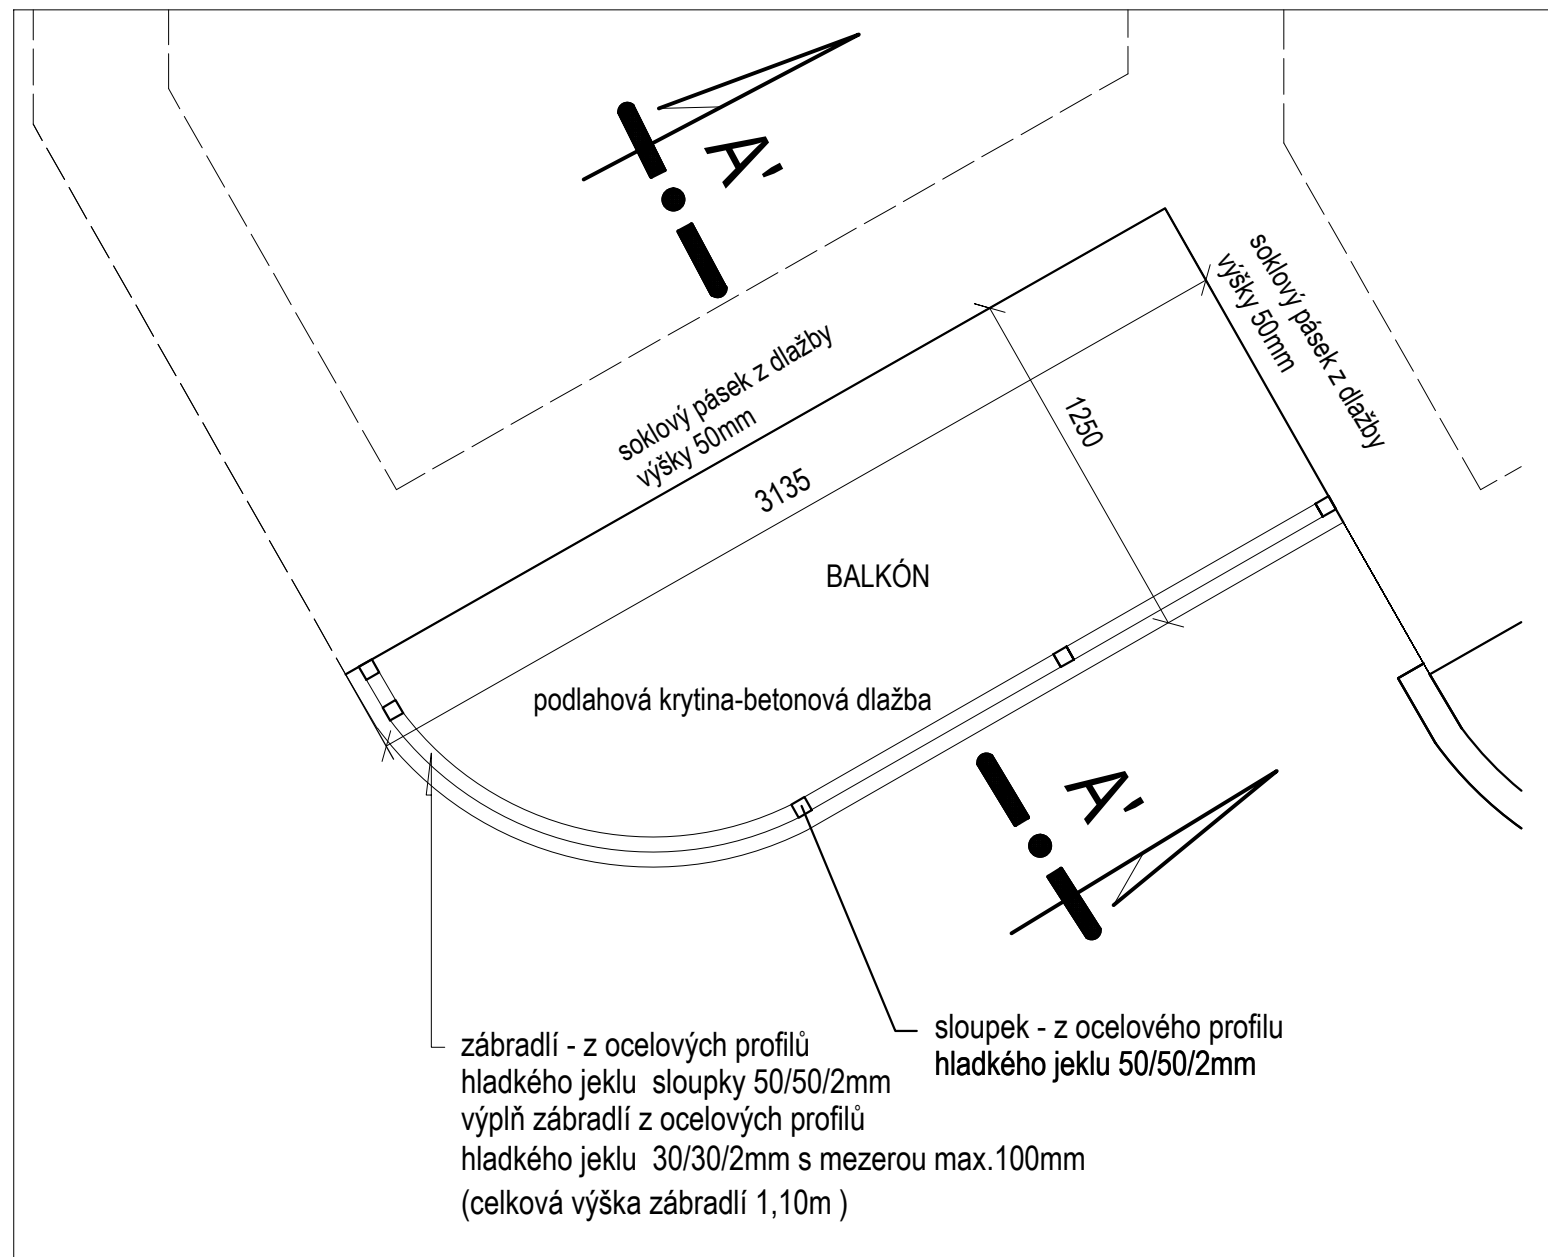 A'
soklový pásek z dlažby
výšky 50mm
soklový pásek z dlažby
výšky 50mm
1250
3135
BALKÓN
podlahová krytina-betonová dlažba
A'
zábradlí - z ocelových profilů
hladkého jeklu  sloupky 50/50/2mm
výplň zábradlí z ocelových profilů
hladkého jeklu  30/30/2mm s mezerou max.100mm
(celková výška zábradlí 1,10m )
sloupek - z ocelového profilu
hladkého jeklu 50/50/2mm